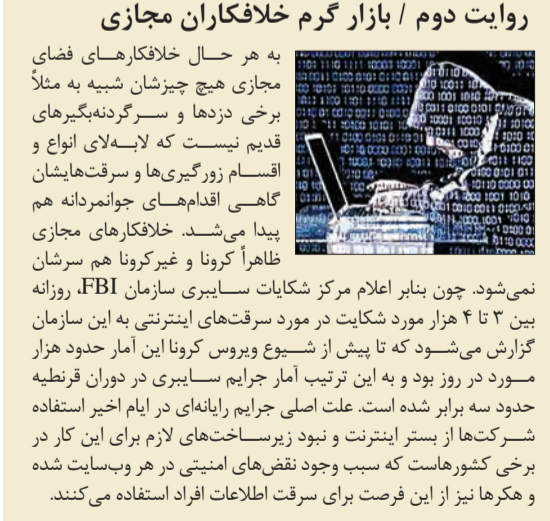 روایت دوم / بازار گرم خلافکاران مجازی
به هر حال خلافکارهای فضای
مجازی هیچ چیزشان شبیه به مثلاً
برخی دزدها و سرگردنه‌بگیرهای
قدیم نیست که لابه‌لای انواع و
اقسام زورگیری‌ها و سرقت‌هایشان
گاهی اقدام‌های جوانمردانه هم
پیدا می‌شد. خلافکارهای مجازی
ظاهراً کرونا و غیرکرونا هم سرشان
نمی‌شود. چون بنابر اعلام مرکز شکایات سایبری سازمان FBI، روزانه
بین ۳ تا ۴ هزار مورد شکایت در مورد سرقت‌های اینترنتی به این سازمان
گزارش می‌شود که تا پیش از شیوع ویروس کرونا این آمار حدود هزار
مورد در روز بود و به این ترتیب آمار جرایم سایبری در دوران قرنطیه
حدود سه برابر شده است. علت اصلی جرایم رایانه‌ای در ایام اخیر استفاده
شرکت‌ها از بستر اینترنت و نبود زیرساخت‌های لازم برای این کار در
برخی کشورهاست که سبب وجود نقض‌های امنیتی در هر وب‌سایت شده
و هکرها نیز از این فرصت برای سرقت اطلاعات افراد استفاده می‌کنند.